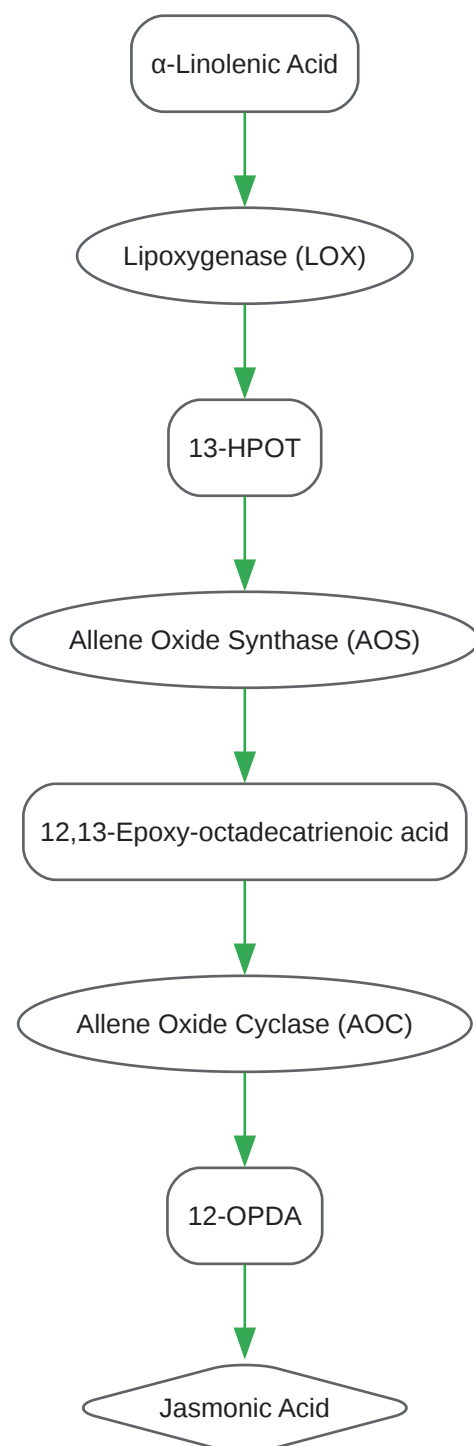 α-Linolenic Acid
Lipoxygenase (LOX)
13-HPOT
Allene Oxide Synthase (AOS)
12,13-Epoxy-octadecatrienoic acid
Allene Oxide Cyclase (AOC)
12-OPDA
Jasmonic Acid